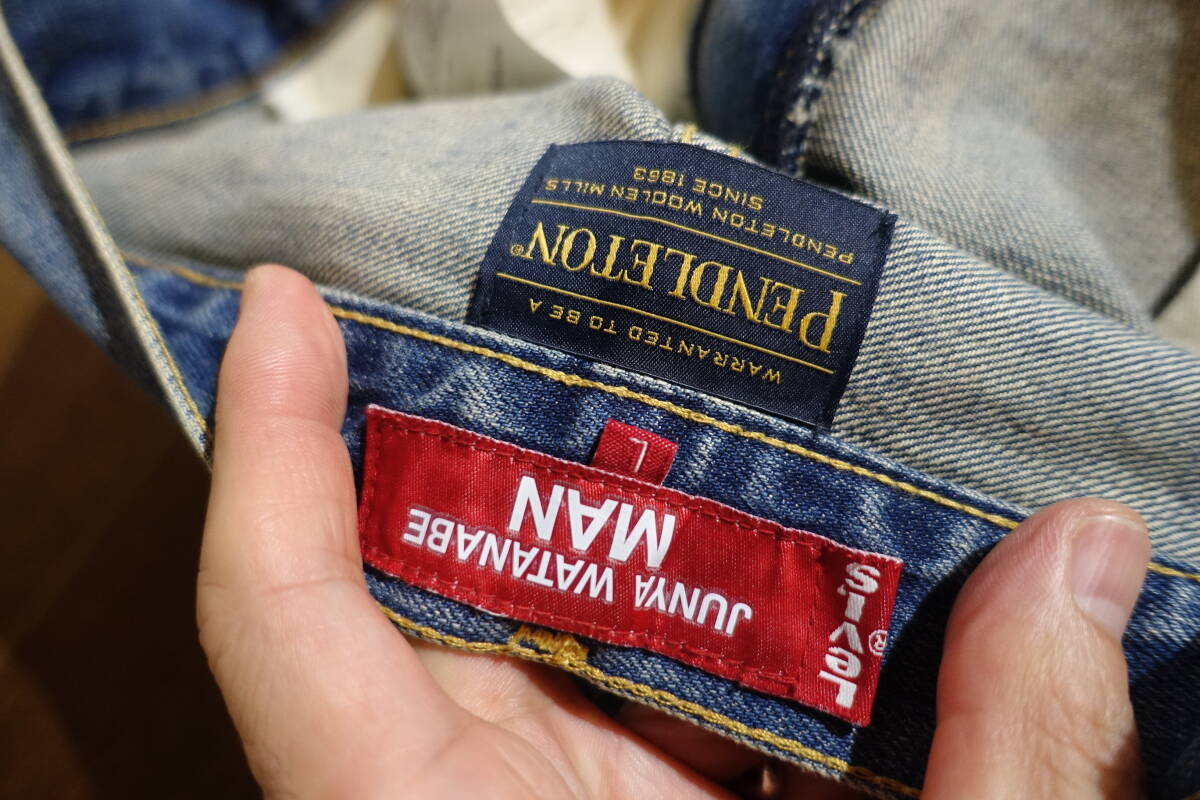 L
JUNYA WATANABE
MAN
Levi's®
WARRANTED TO BE A
PENDLETON®
PENDLETON WOOLEN MILLS
SINCE 1863